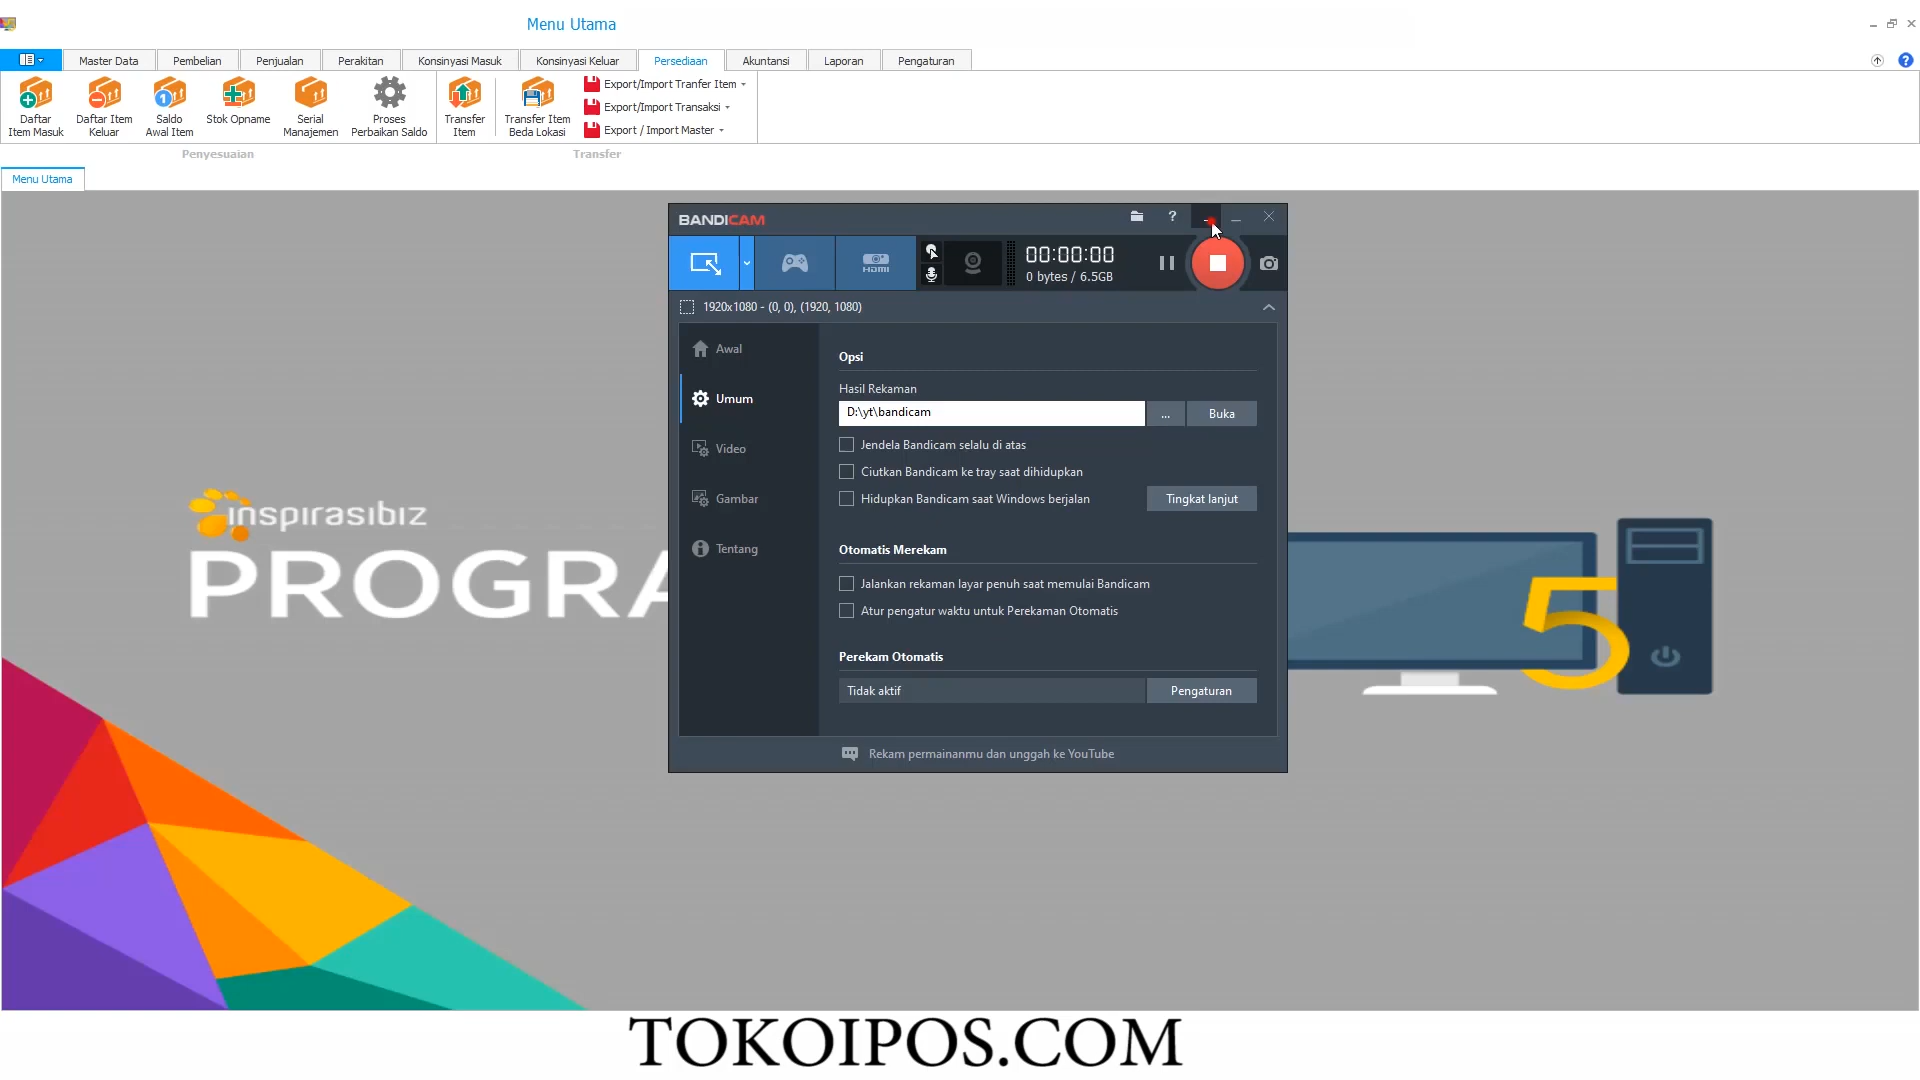 Menu Utama
Master Data
Pembelian
Penjualan
Perakitan
Konsinyasi Masuk
Konsinyasi Keluar
Persediaan
Akuntansi
Laporan
Pengaturan
Daftar
Item Masuk
Daftar Item
Keluar
Saldo
Awal Item
Stok Opname
Serial
Manajemen
Proses
Perbaikan Saldo
Transfer
Item
Transfer Item
Beda Lokasi
Export/Import Tranfer Item
Export/Import Transaksi
Export / Import Master
Penyesuaian
Transfer
Menu Utama
BANDICAM
?
HDMI
00:00:00
0 bytes / 6.5GB
1920x1080 - (0, 0), (1920, 1080)
Awal
Umum
Video
Gambar
Tentang
Opsi
Hasil Rekaman
D:\yt\bandicam
...
Buka
Jendela Bandicam selalu di atas
Ciutkan Bandicam ke tray saat dihidupkan
Hidupkan Bandicam saat Windows berjalan
Tingkat lanjut
Otomatis Merekam
Jalankan rekaman layar penuh saat memulai Bandicam
Atur pengatur waktu untuk Perekaman Otomatis
Perekam Otomatis
Tidak aktif
Pengaturan
Rekam permainanmu dan unggah ke YouTube
inspirasibiz
PROGRA
5
TOKOIPOS.COM